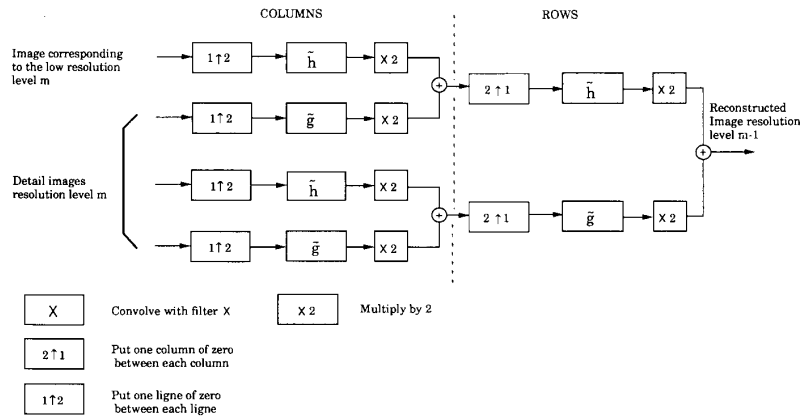 COLUMNS
ROWS
Image corresponding
to the low resolution
level m
1↑2
h̃
X 2
+
2 ↑ 1
h̃
X 2
1↑2
g̃
X 2
Reconstructed
Image resolution
level m-1
+
Detail images
resolution level m
1↑2
h̃
X 2
+
2 ↑ 1
g̃
X 2
1↑2
g̃
X 2
X
Convolve with filter X
X 2
Multiply by 2
2↑1
Put one column of zero
between each column
1↑2
Put one ligne of zero
between each ligne